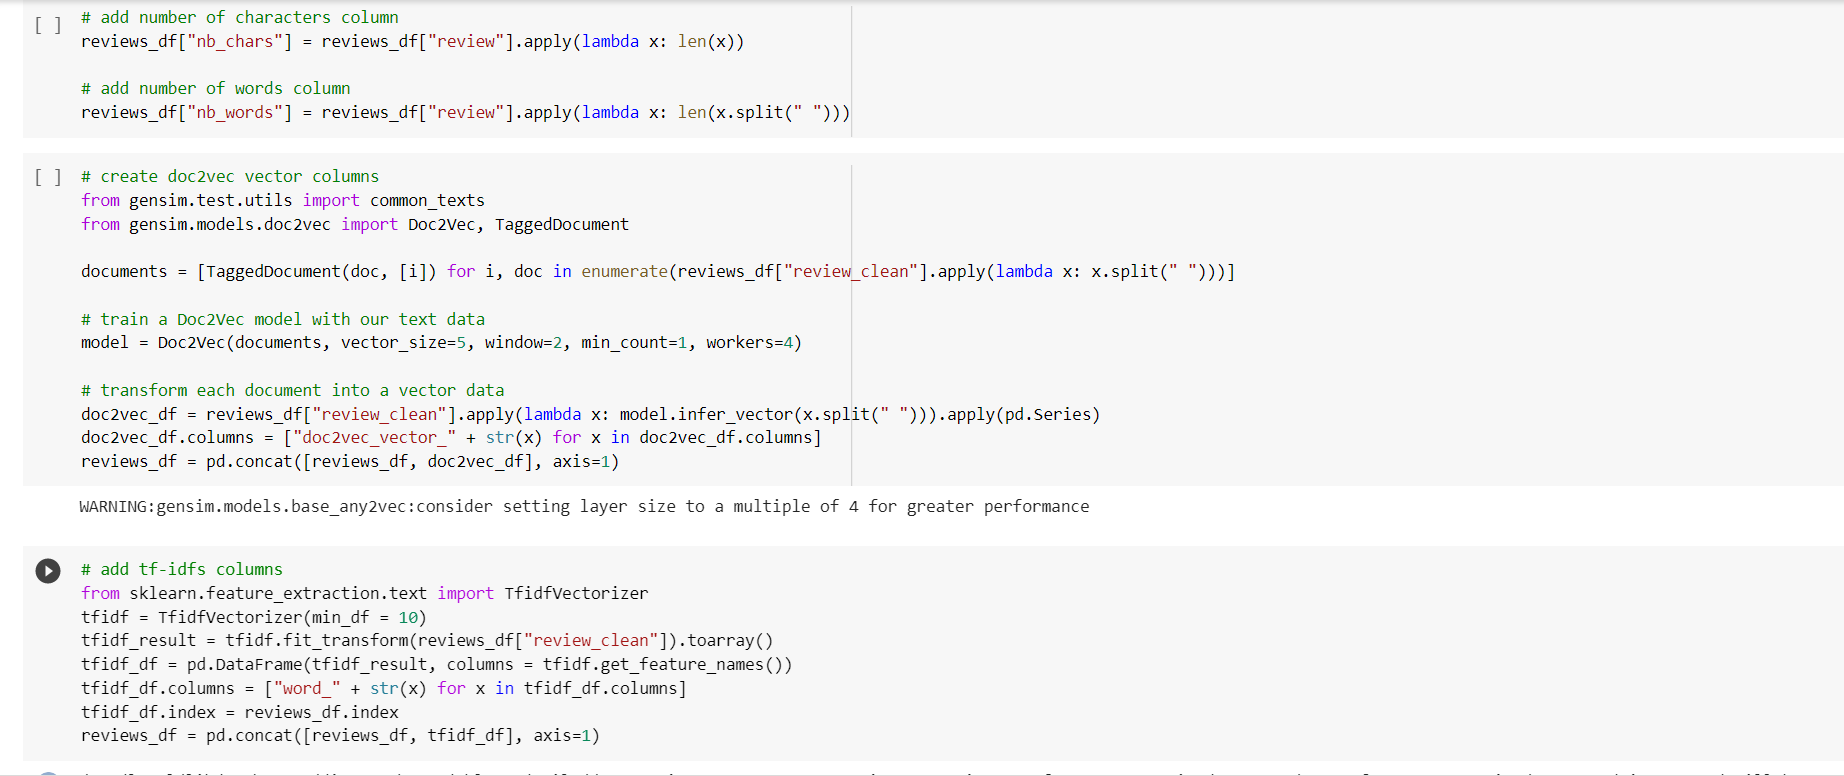 [ ] # add number of characters column
reviews_df["nb_chars"] = reviews_df["review"].apply(lambda x: len(x))
# add number of words column
reviews_df["nb_words"] = reviews_df["review"].apply(lambda x: len(x.split(" ")))
[ ] # create doc2vec vector columns
from gensim.test.utils import common_texts
from gensim.models.doc2vec import Doc2Vec, TaggedDocument
documents = [TaggedDocument(doc, [i]) for i, doc in enumerate(reviews_df["review_clean"].apply(lambda x: x.split(" ")))]
# train a Doc2Vec model with our text data
model = Doc2Vec(documents, vector_size=5, window=2, min_count=1, workers=4)
# transform each document into a vector data
doc2vec_df = reviews_df["review_clean"].apply(lambda x: model.infer_vector(x.split(" "))).apply(pd.Series)
doc2vec_df.columns = ["doc2vec_vector_" + str(x) for x in doc2vec_df.columns]
reviews_df = pd.concat([reviews_df, doc2vec_df], axis=1)
WARNING:gensim.models.base_any2vec:consider setting layer size to a multiple of 4 for greater performance
# add tf-idfs columns
from sklearn.feature_extraction.text import TfidfVectorizer
tfidf = TfidfVectorizer(min_df = 10)
tfidf_result = tfidf.fit_transform(reviews_df["review_clean"]).toarray()
tfidf_df = pd.DataFrame(tfidf_result, columns = tfidf.get_feature_names())
tfidf_df.columns = ["word_" + str(x) for x in tfidf_df.columns]
tfidf_df.index = reviews_df.index
reviews_df = pd.concat([reviews_df, tfidf_df], axis=1)